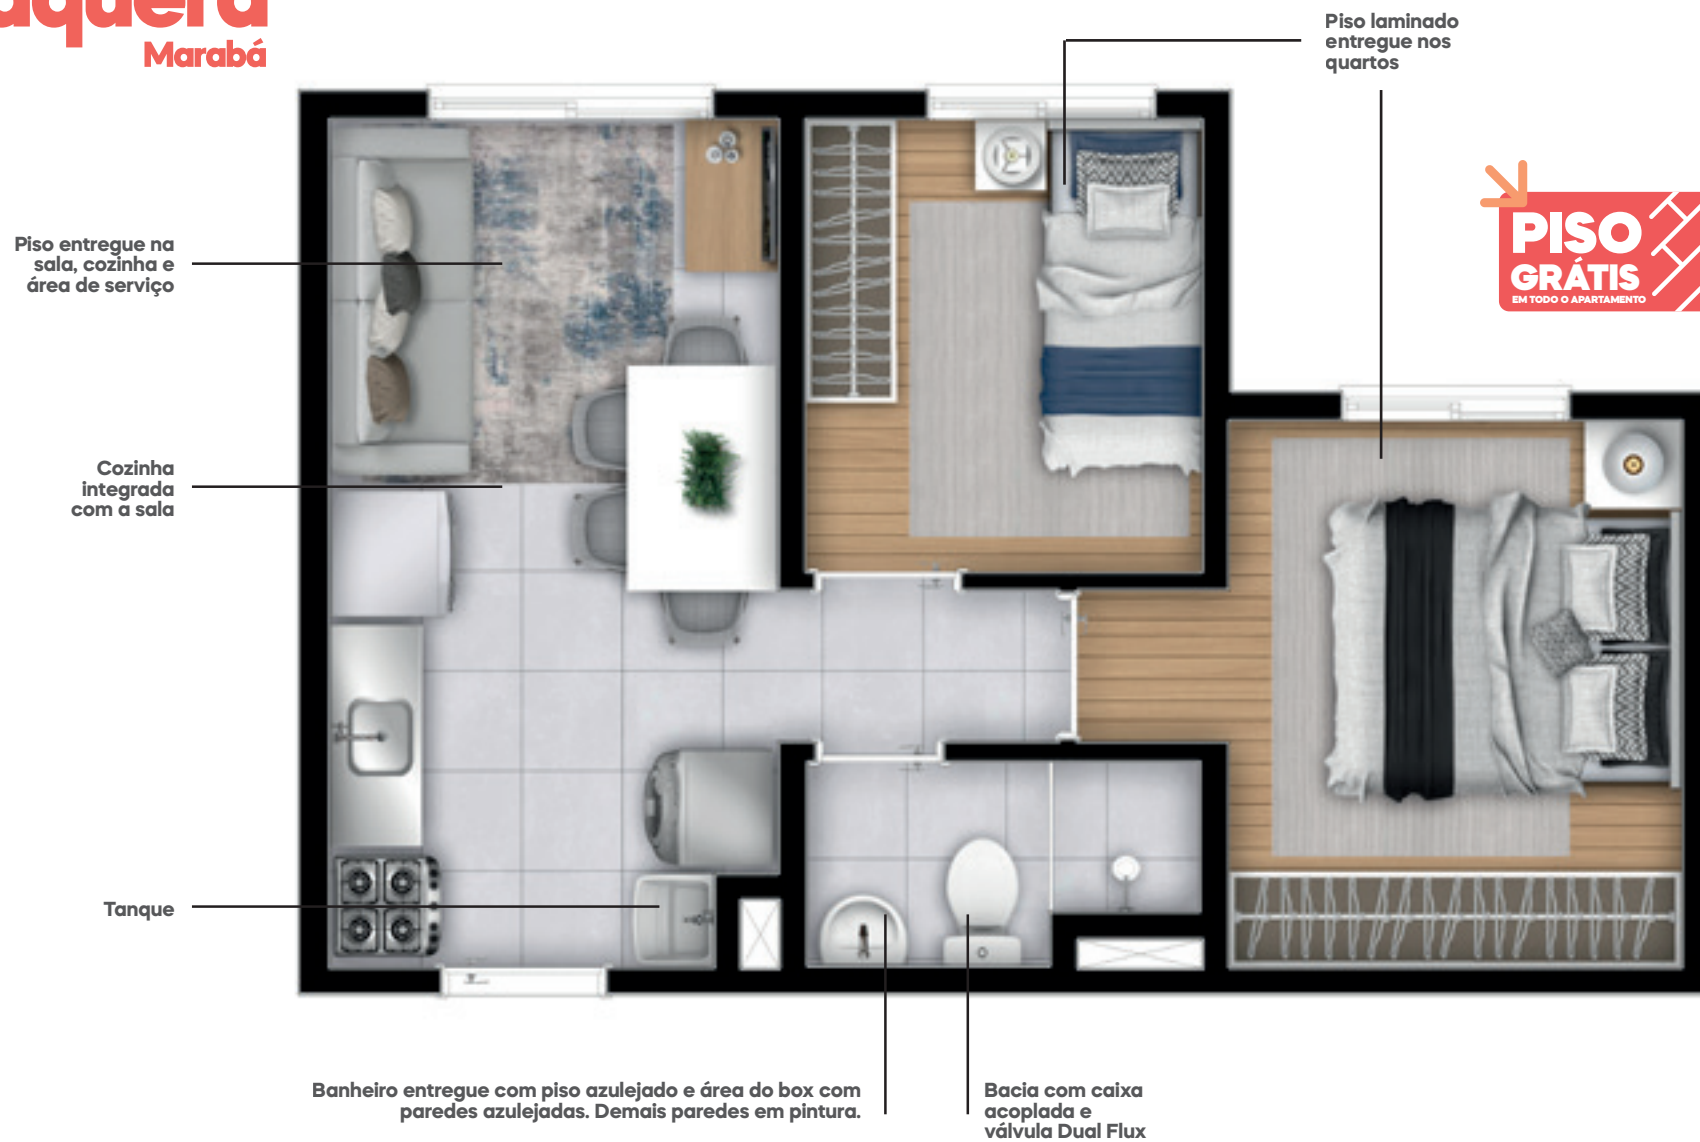 Marabá
Piso laminado
entregue nos
quartos
PISO
GRÁTIS
EM TODO O APARTAMENTO
Piso entregue na
sala, cozinha e
área de serviço
Cozinha
integrada
com a sala
Tanque
Banheiro entregue com piso azulejado e área do box com
paredes azulejadas. Demais paredes em pintura.
Bacia com caixa
acoplada e
válvula Dual Flux